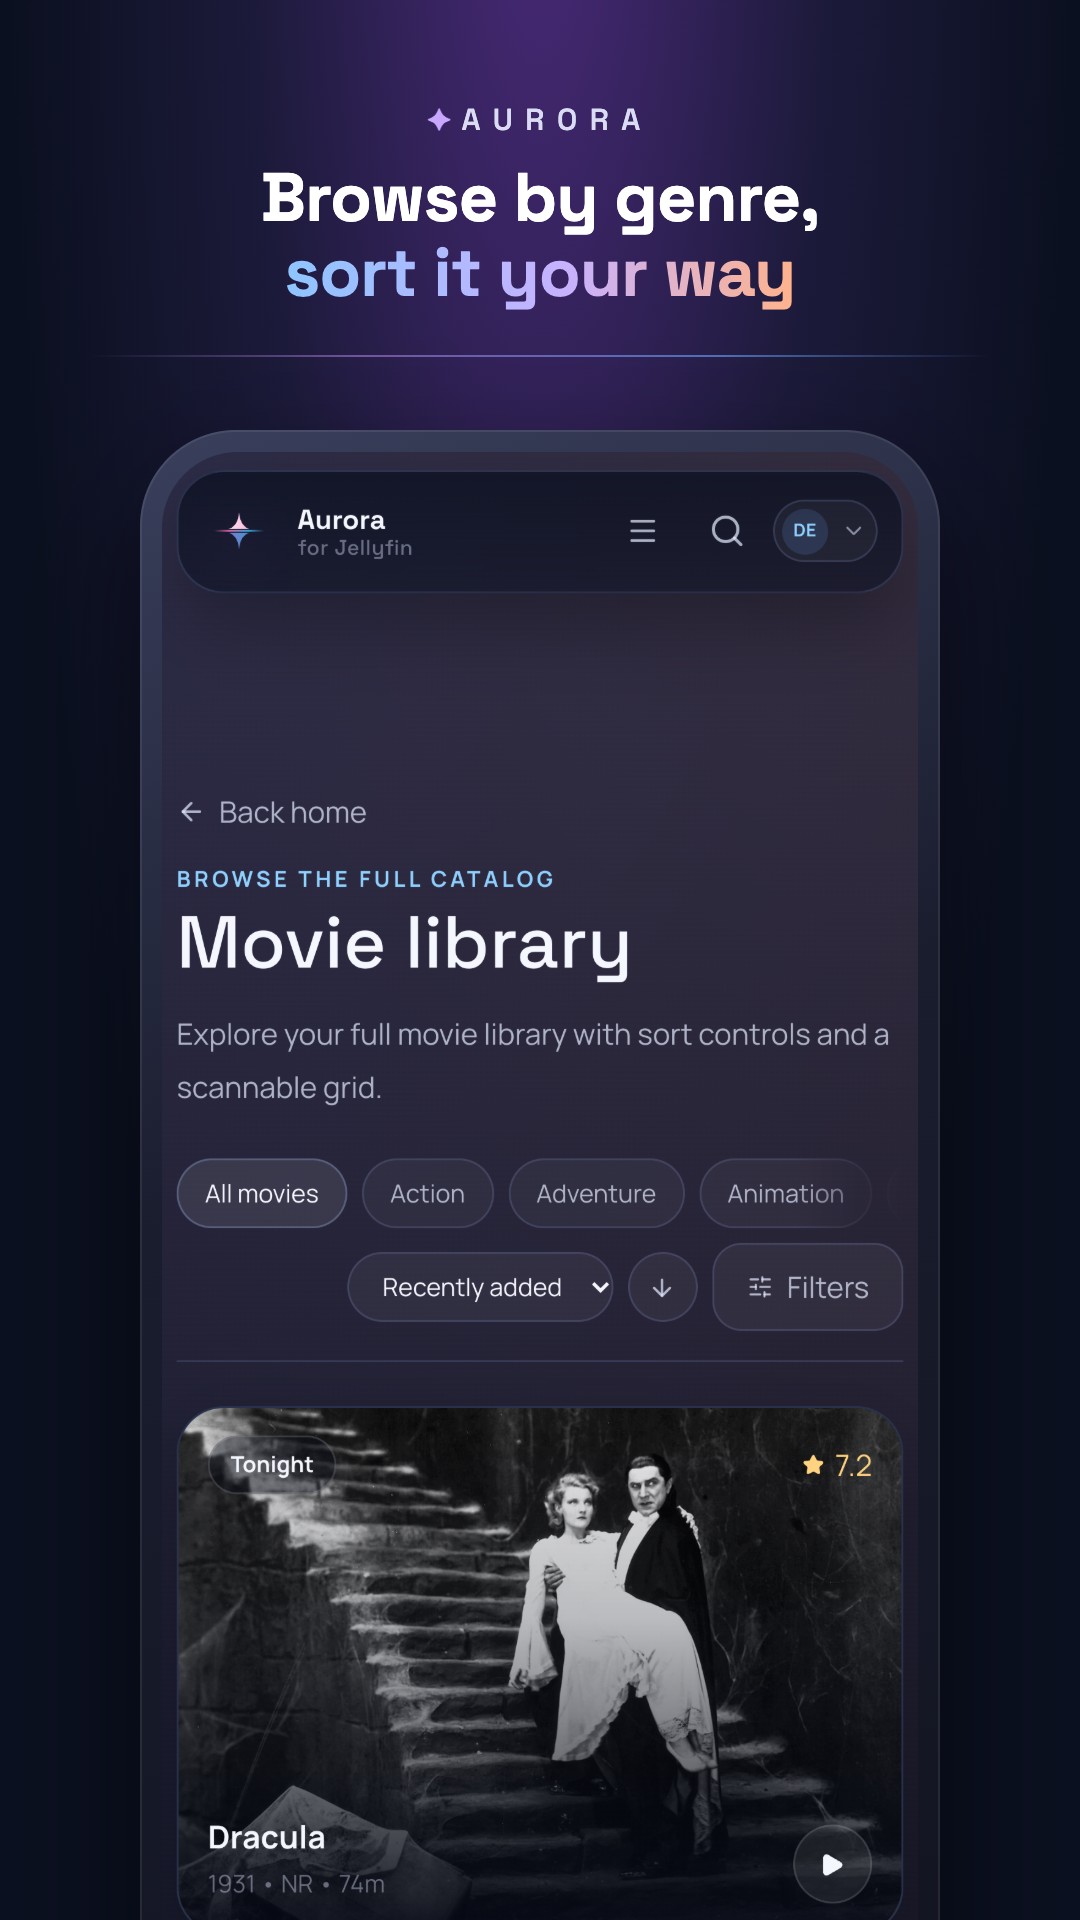 AURORA
Browse by genre,
sort it your way
Aurora
for Jellyfin
DE
Back home
BROWSE THE FULL CATALOG
Movie library
Explore your full movie library with sort controls and a
scannable grid.
All movies
Action
Adventure
Animation
Recently added
Filters
Tonight
7.2
Dracula
1931 • NR • 74m